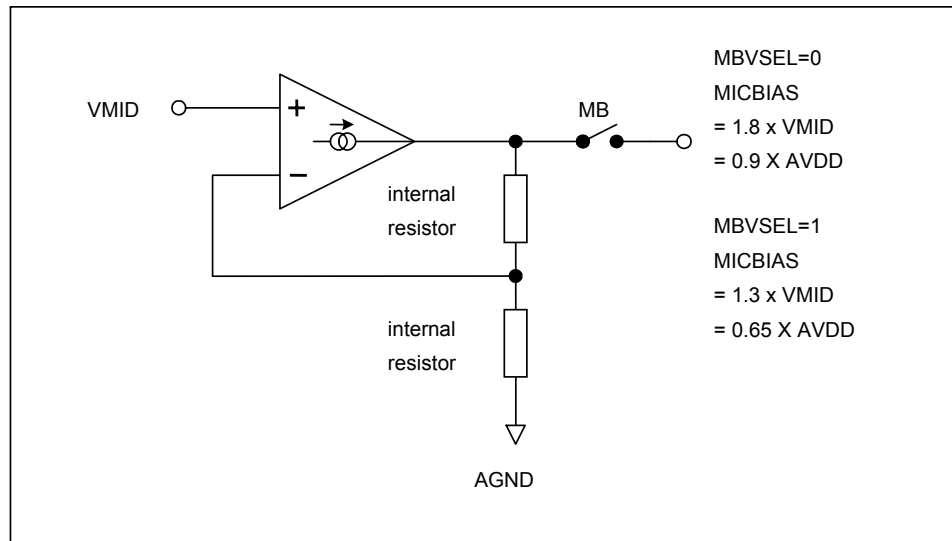 VMID
+
−
MB
internal
resistor
internal
resistor
AGND
MBVSEL=0
MICBIAS
= 1.8 x VMID
= 0.9 X AVDD
MBVSEL=1
MICBIAS
= 1.3 x VMID
= 0.65 X AVDD